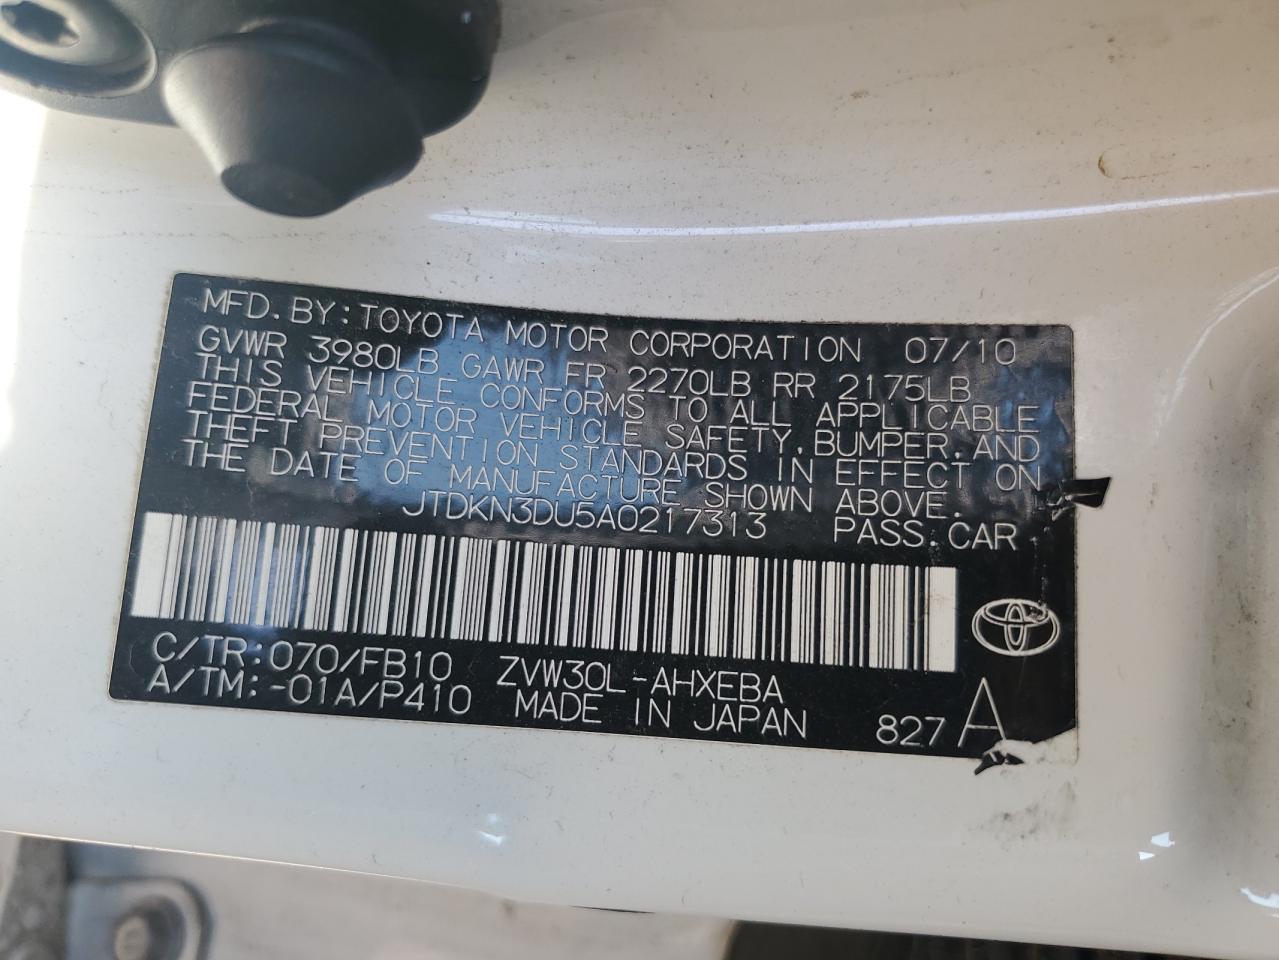 MFD. BY: TOYOTA MOTOR CORPORATION 07/10
GVWR 3980LB GAWR FR 2270LB RR 2175LB
THIS VEHICLE CONFORMS TO ALL APPLICABLE
FEDERAL MOTOR VEHICLE SAFETY, BUMPER, AND
THEFT PREVENTION STANDARDS IN EFFECT ON
THE DATE OF MANUFACTURE SHOWN ABOVE.
JTDKN3DU5A0217313 PASS. CAR
C/TR: 070/FB10 ZVW30L-AHXEBA
A/TM: -01A/P410 MADE IN JAPAN 827 A